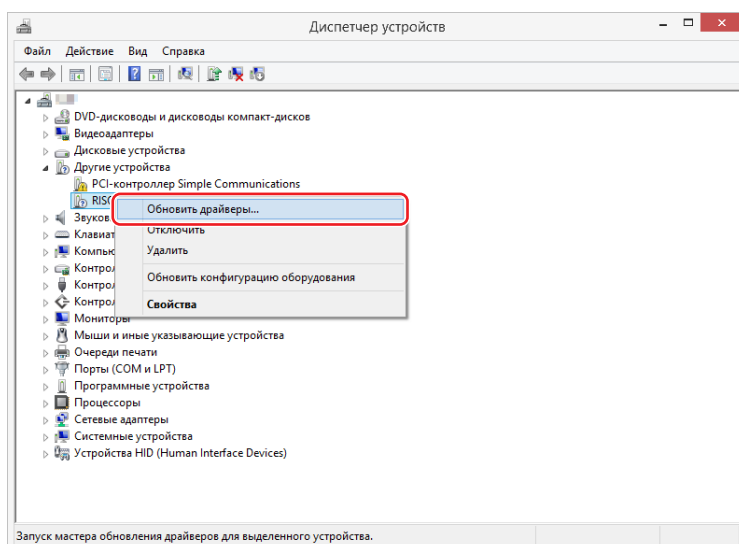 Диспетчер устройств
Файл Действие Вид Справка
DVD-дисководы и дисководы компакт-дисков
Видеоадаптеры
Дисковые устройства
Другие устройства
PCI-контроллер Simple Communications
RISO
Обновить драйверы...
Звуков
Отключить
Клавиат
Компью
Удалить
Контрол
Обновить конфигурацию оборудования
Контрол
Контрол
Свойства
Мониторы
Мыши и иные указывающие устройства
Очереди печати
Порты (COM и LPT)
Программные устройства
Процессоры
Сетевые адаптеры
Системные устройства
Устройства HID (Human Interface Devices)
Запуск мастера обновления драйверов для выделенного устройства.